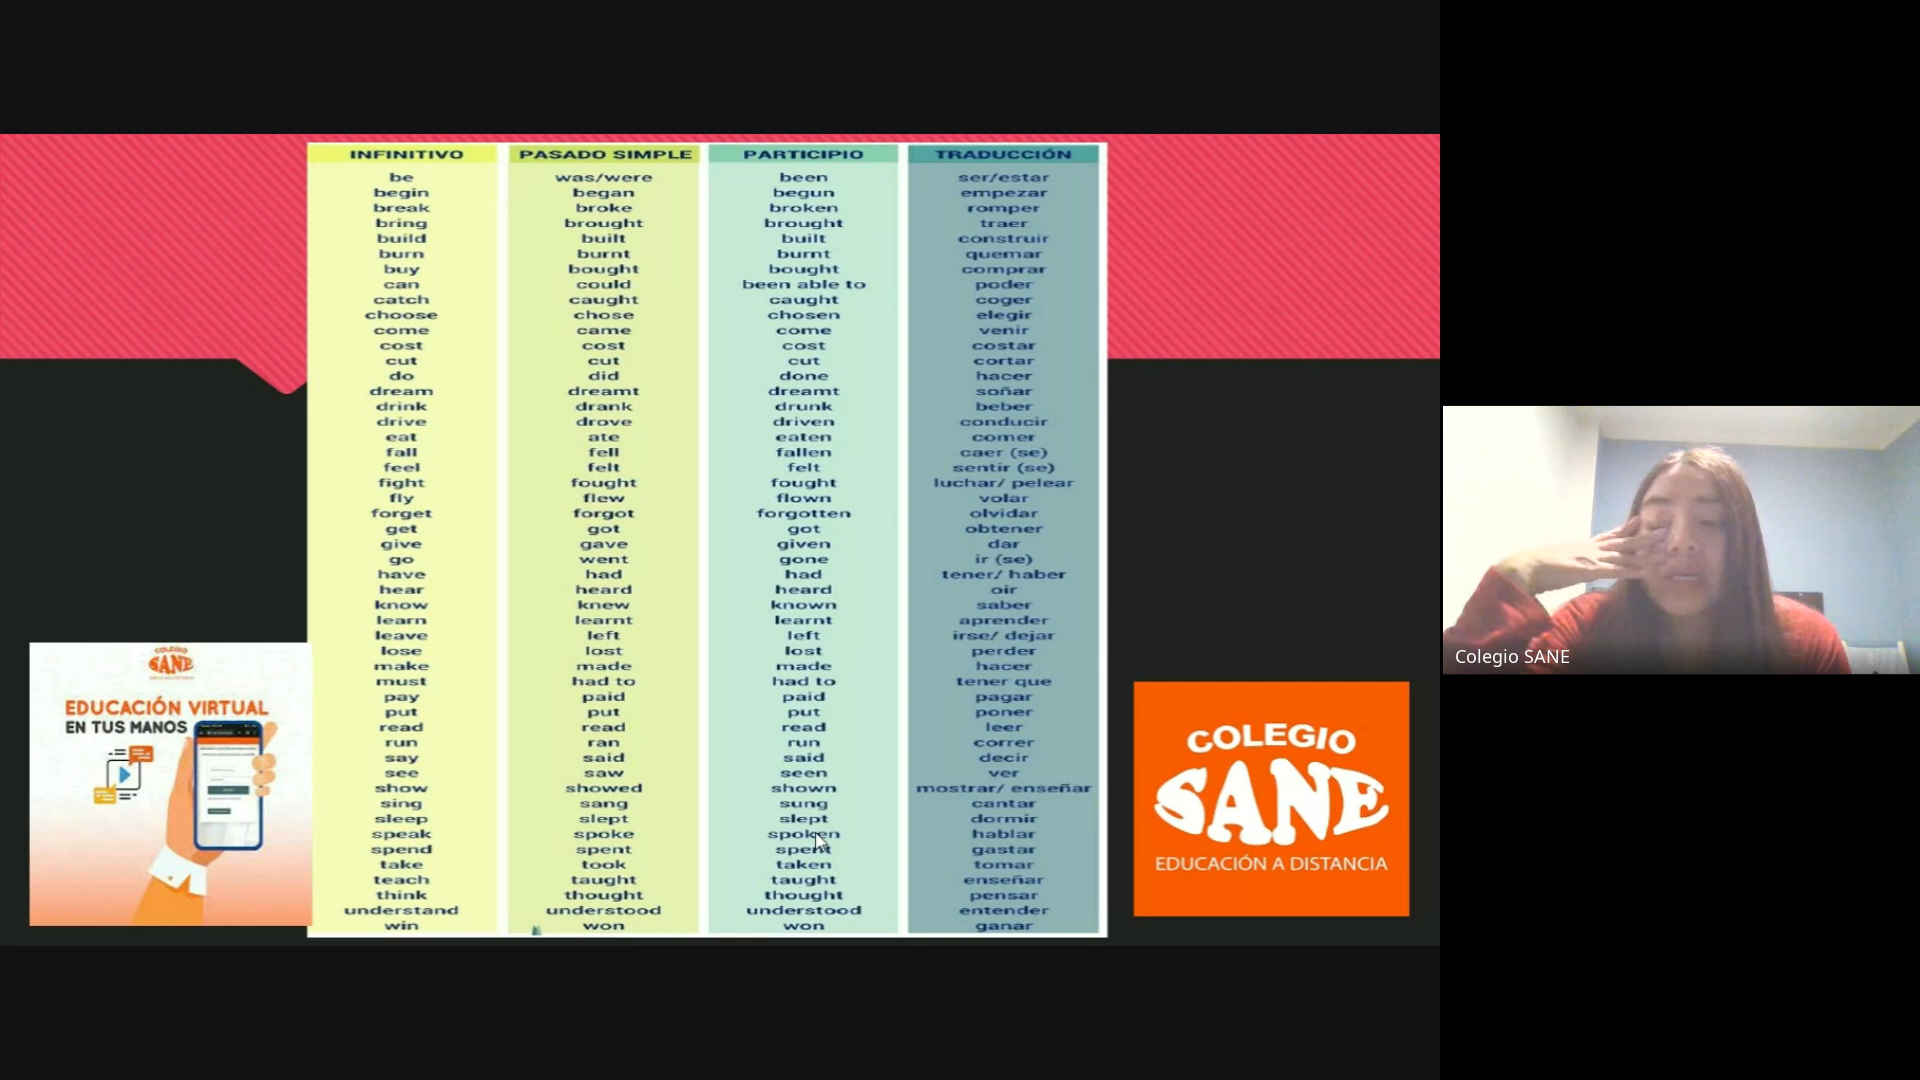 INFINITIVO PASADO SIMPLE PARTICIPIO TRADUCCIÓN
be was/were been ser/estar
begin began begun empezar
break broke broken romper
bring brought brought traer
build built built construir
burn burnt burnt quemar
buy bought bought comprar
can could been able to poder
catch caught caught coger
choose chose chosen elegir
come came come venir
cost cost cost costar
cut cut cut cortar
do did done hacer
dream dreamt dreamt soñar
drink drank drunk beber
drive drove driven conducir
eat ate eaten comer
fall fell fallen caer (se)
feel felt felt sentir (se)
fight fought fought luchar/ pelear
fly flew flown volar
forget forgot forgotten olvidar
get got got obtener
give gave given dar
go went gone ir (se)
have had had tener/ haber
hear heard heard oir
know knew known saber
learn learnt learnt aprender
leave left left irse/ dejar
lose lost lost perder
make made made hacer
must had to had to tener que
pay paid paid pagar
put put put poner
read read read leer
run ran run correr
say said said decir
see saw seen ver
show showed shown mostrar/ enseñar
sing sang sung cantar
sleep slept slept dormir
speak spoke spoken hablar
spend spent spent gastar
take took taken tomar
teach taught taught enseñar
think thought thought pensar
understand understood understood entender
win won won ganar
COLEGIO
SANE
EDUCACIÓN VIRTUAL
EN TUS MANOS
COLEGIO
SANE
EDUCACIÓN A DISTANCIA
Colegio SANE